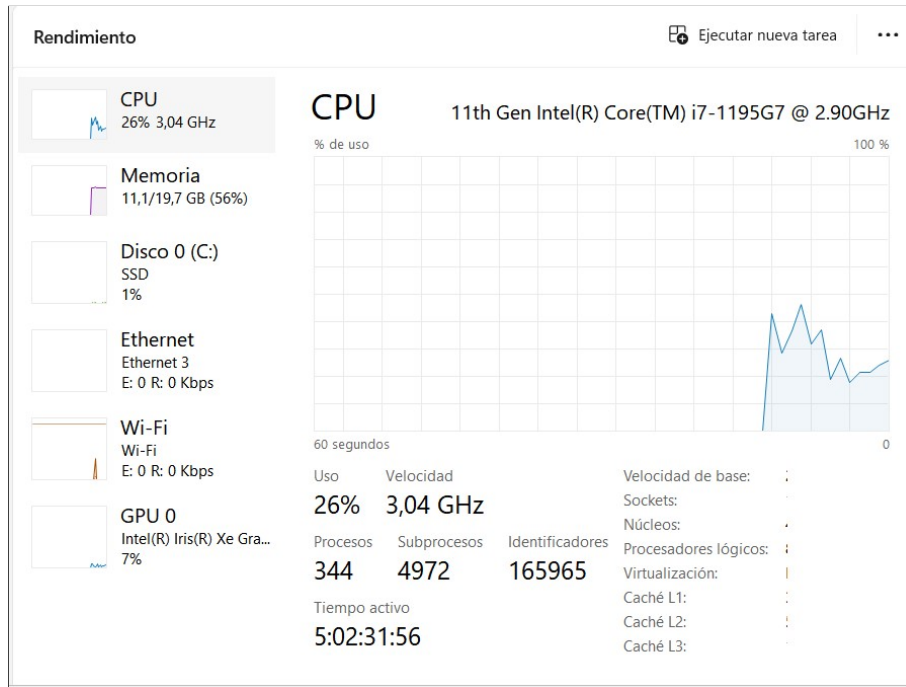 Rendimiento
Ejecutar nueva tarea
CPU
26% 3,04 GHz
Memoria
11,1/19,7 GB (56%)
Disco 0 (C:)
SSD
1%
Ethernet
Ethernet 3
E: 0 R: 0 Kbps
Wi-Fi
Wi-Fi
E: 0 R: 0 Kbps
GPU 0
Intel(R) Iris(R) Xe Gra...
7%
CPU
11th Gen Intel(R) Core(TM) i7-1195G7 @ 2.90GHz
% de uso
100 %
60 segundos
0
Uso
Velocidad
26%
3,04 GHz
Procesos
Subprocesos
Identificadores
344
4972
165965
Tiempo activo
5:02:31:56
Velocidad de base:
Sockets:
Núcleos:
Procesadores lógicos:
Virtualización:
Caché L1:
Caché L2:
Caché L3: